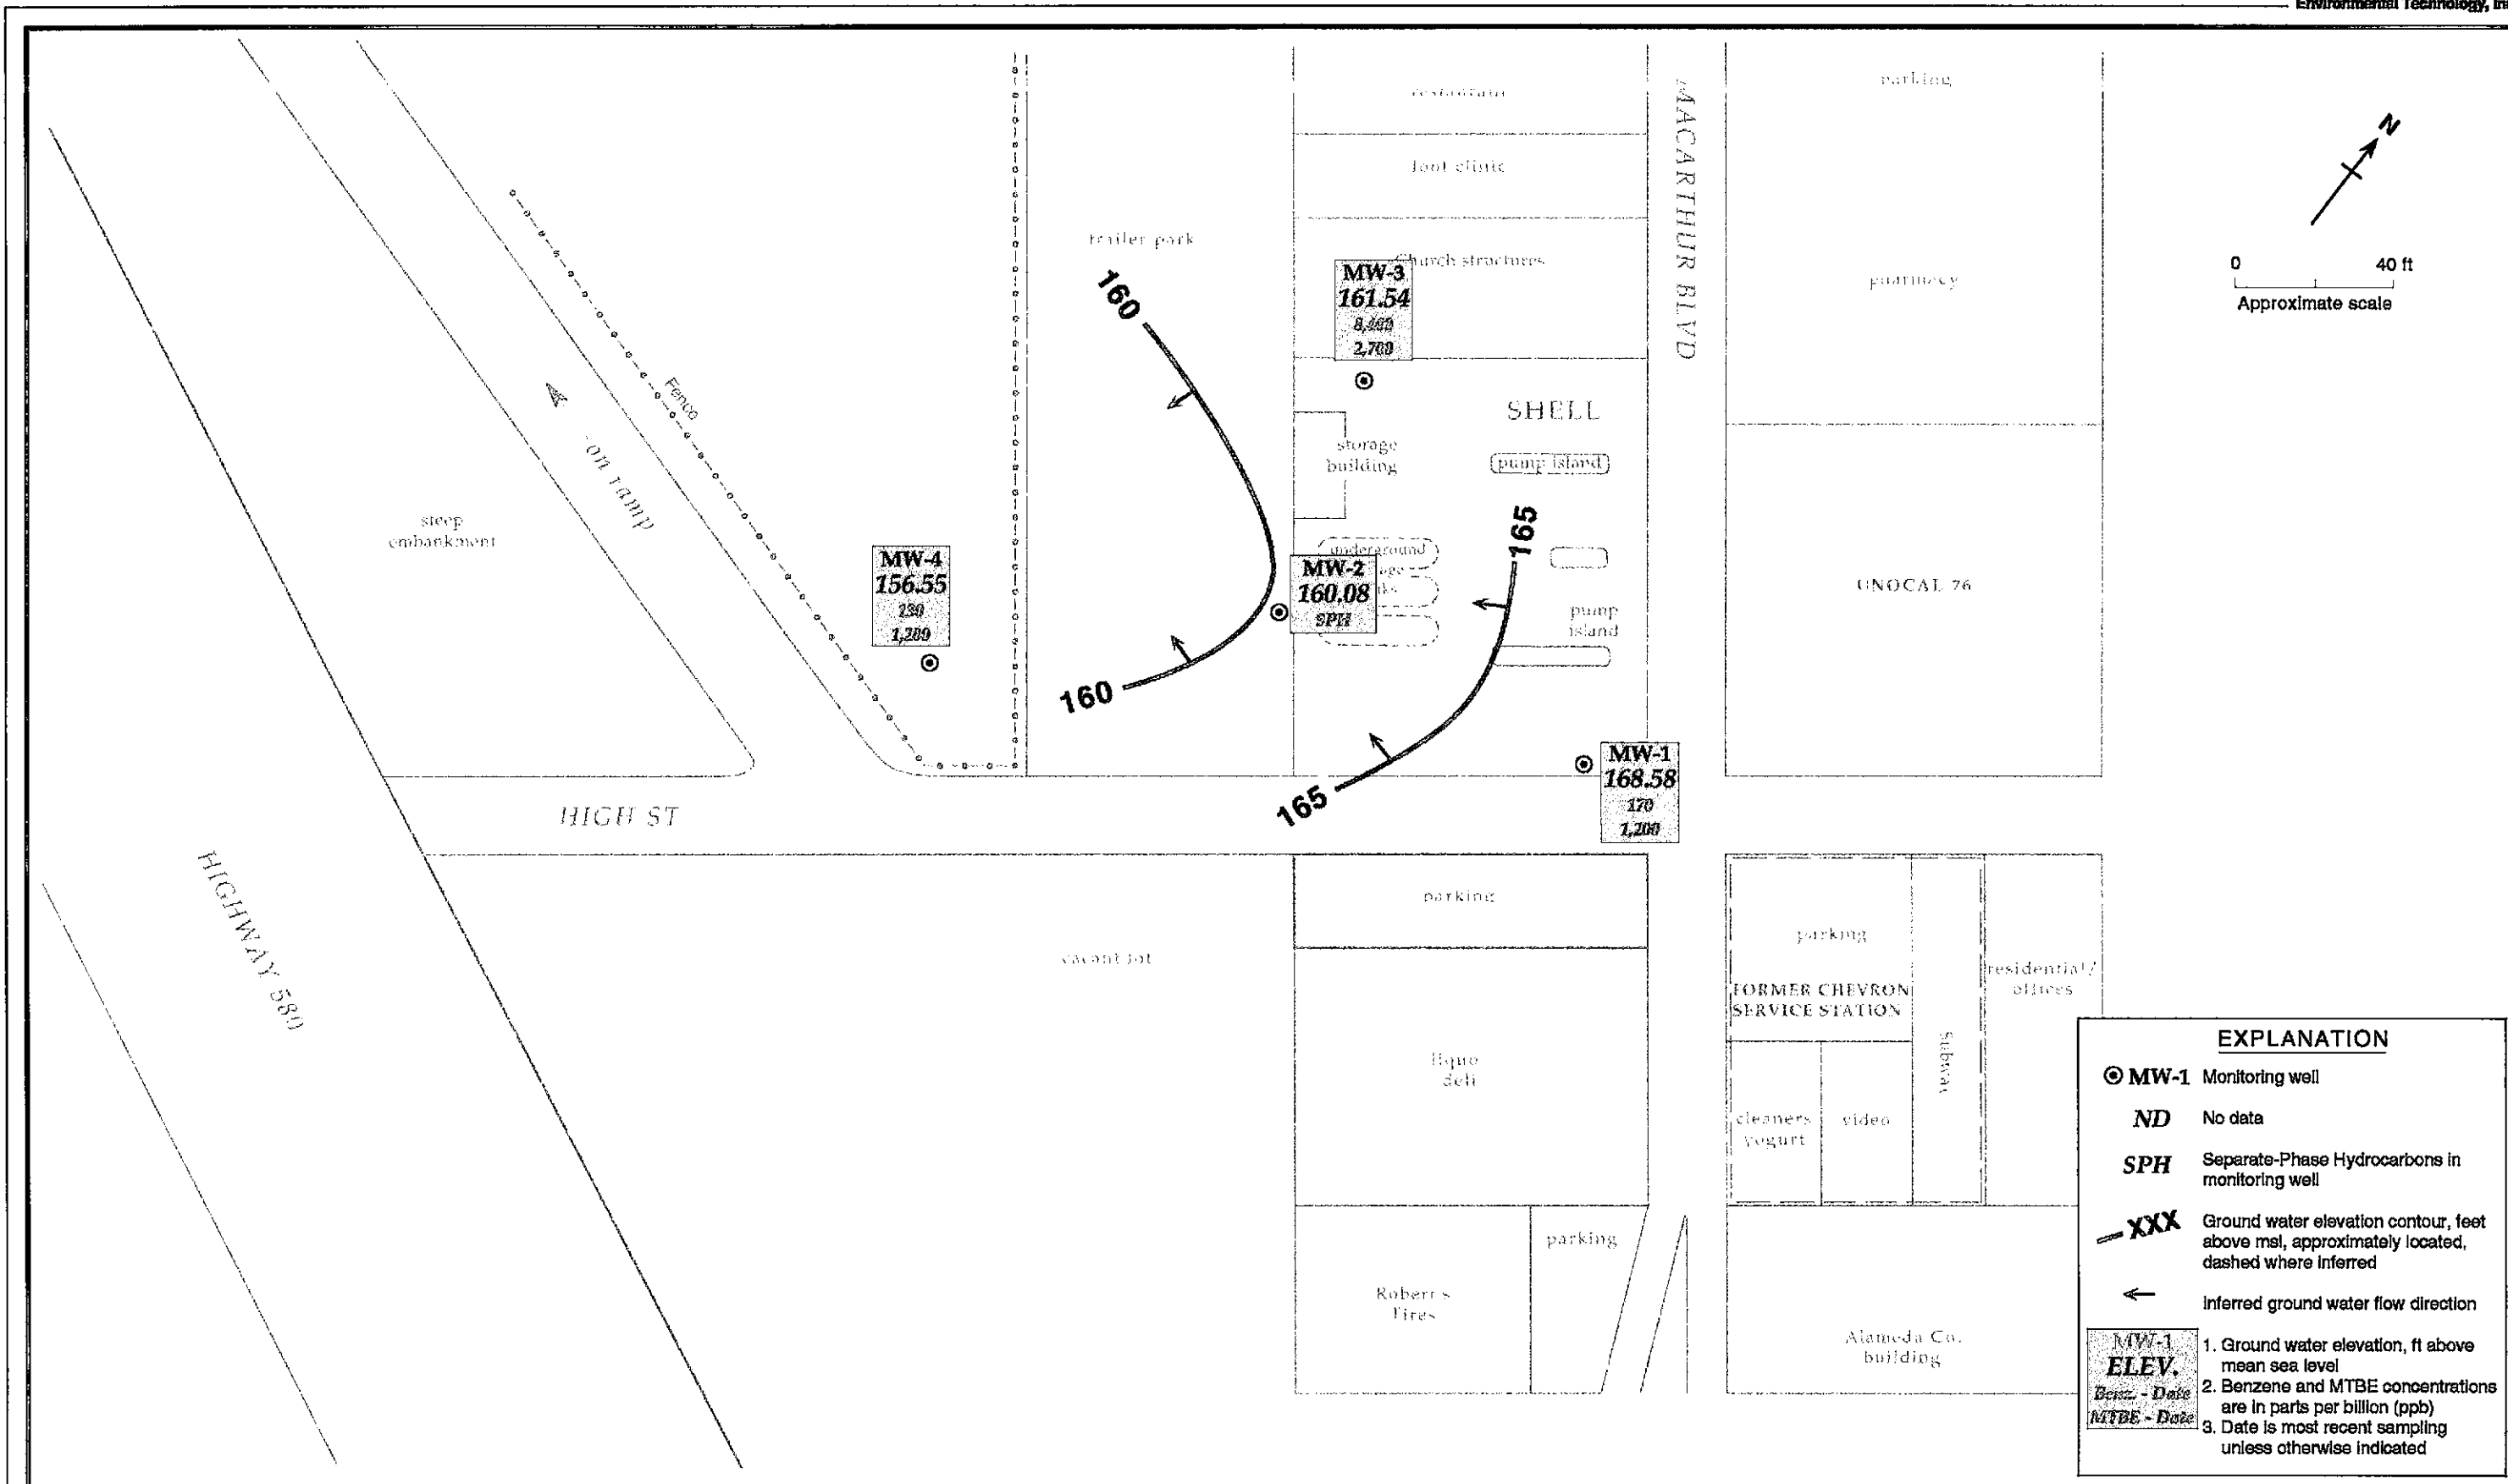 Environmental Technology,
restaurant
foot clinic
Church structures
trailer park
MACARTHUR BLVD
parking
pharmacy
N
0 40 ft
Approximate scale
160
MW-3
161.54
2,700
SHELL
storage
building
pump island
Fence
on ramp
steep
embankment
165
underground
MW-4
156.55
230
1,200
MW-2
160.08
SPH
pump
island
UNOCAL 76
160
165
MW-1
168.58
170
1,200
HIGH ST
HIGHWAY 580
parking
vacant lot
parking
FORMER CHEVRON
SERVICE STATION
residential/
offices
Subway
liquo
deli
cleaners
yogurt
video
parking
Robert's
Tires
Alameda Co.
building
EXPLANATION
MW-1 Monitoring well
ND No data
SPH Separate-Phase Hydrocarbons in
monitoring well
XXX Ground water elevation contour, feet
above msl, approximately located,
dashed where inferred
Inferred ground water flow direction
MW-1
ELEV.
Benz. - Date
MTBE - Date
1. Ground water elevation, ft above
mean sea level
2. Benzene and MTBE concentrations
are in parts per billion (ppb)
3. Date is most recent sampling
unless otherwise indicated